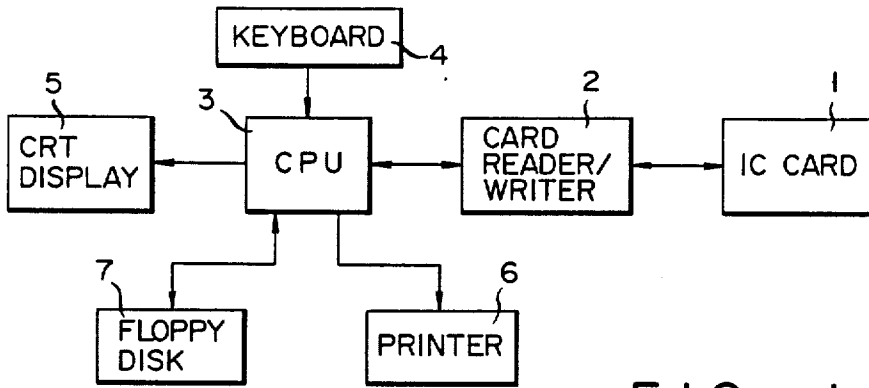 KEYBOARD
4
5
3
2
1
CRT
DISPLAY
CPU
CARD
READER/
WRITER
IC CARD
7
6
FLOPPY
DISK
PRINTER